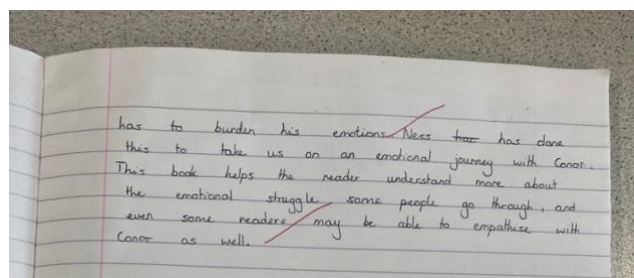 has to burden his emotions. Ness has done
this to take us on an emotional journey with Conor.
This book helps the reader understand more about
the emotional struggle some people go through, and
even some readers may be able to empathise with
Conor as well.